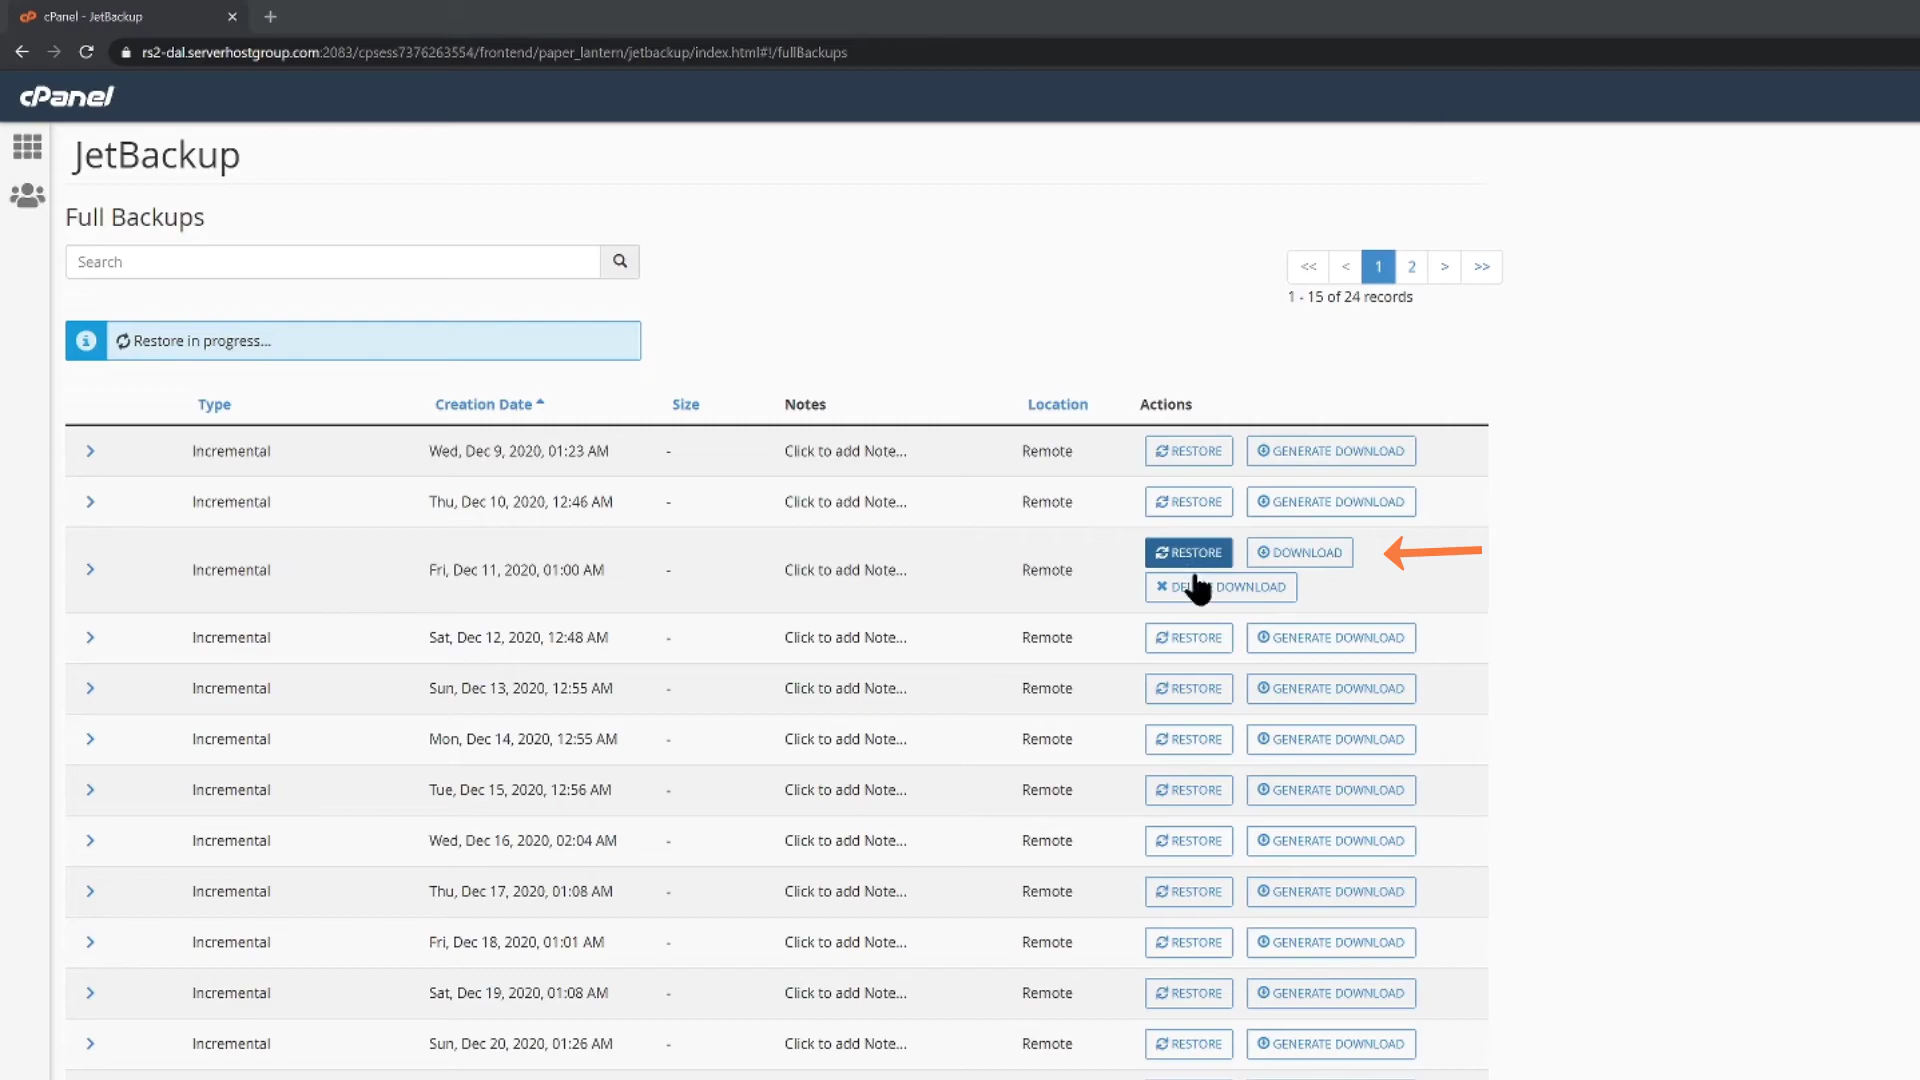 cPanel - JetBackup
rs2-dal.serverhostgroup.com:2083/cpsess7376263554/frontend/paper_lantern/jetbackup/index.html#!/fullBackups
cPanel
JetBackup
Full Backups
Search
<< < 1 2 > >>
1 - 15 of 24 records
Restore in progress...
Type Creation Date Size Notes Location Actions
Incremental Wed, Dec 9, 2020, 01:23 AM - Click to add Note... Remote RESTORE GENERATE DOWNLOAD
Incremental Thu, Dec 10, 2020, 12:46 AM - Click to add Note... Remote RESTORE GENERATE DOWNLOAD
RESTORE DOWNLOAD
Incremental Fri, Dec 11, 2020, 01:00 AM - Click to add Note... Remote
DOWNLOAD
Incremental Sat, Dec 12, 2020, 12:48 AM - Click to add Note... Remote RESTORE GENERATE DOWNLOAD
Incremental Sun, Dec 13, 2020, 12:55 AM - Click to add Note... Remote RESTORE GENERATE DOWNLOAD
Incremental Mon, Dec 14, 2020, 12:55 AM - Click to add Note... Remote RESTORE GENERATE DOWNLOAD
Incremental Tue, Dec 15, 2020, 12:56 AM - Click to add Note... Remote RESTORE GENERATE DOWNLOAD
Incremental Wed, Dec 16, 2020, 02:04 AM - Click to add Note... Remote RESTORE GENERATE DOWNLOAD
Incremental Thu, Dec 17, 2020, 01:08 AM - Click to add Note... Remote RESTORE GENERATE DOWNLOAD
Incremental Fri, Dec 18, 2020, 01:01 AM - Click to add Note... Remote RESTORE GENERATE DOWNLOAD
Incremental Sat, Dec 19, 2020, 01:08 AM - Click to add Note... Remote RESTORE GENERATE DOWNLOAD
Incremental Sun, Dec 20, 2020, 01:26 AM - Click to add Note... Remote RESTORE GENERATE DOWNLOAD